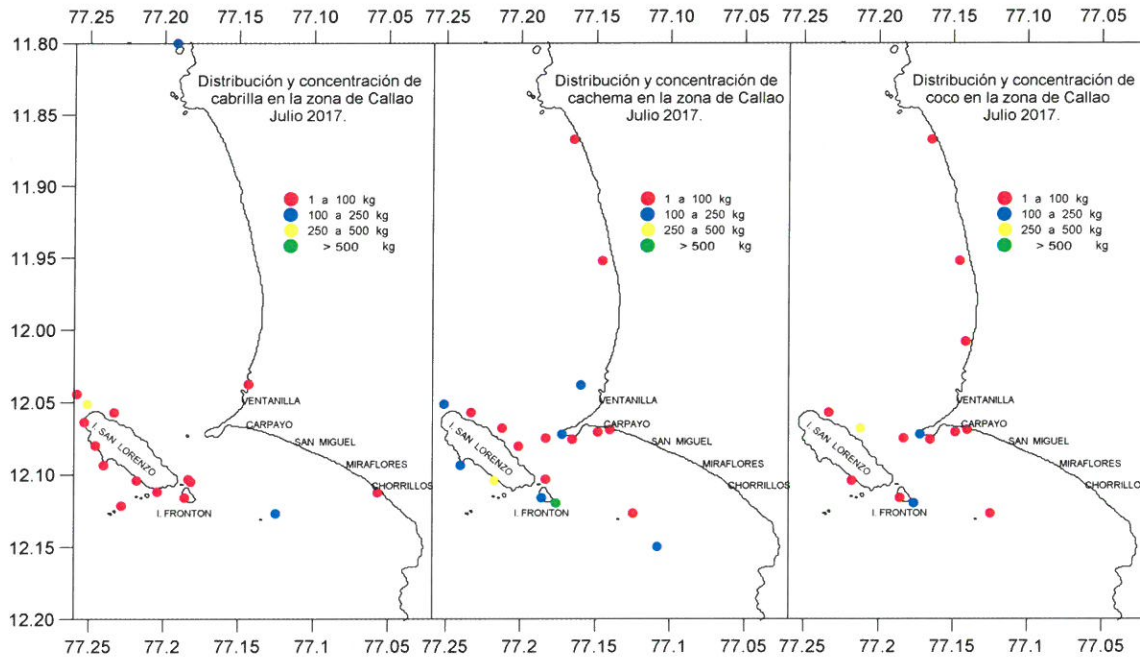 77.25 77.20 77.15 77.10 77.05 77.25 77.20 77.15 77.10 77.05 77.25 77.20 77.15 77.10 77.05
11.80
11.85
11.90
11.95
12.00
12.05
12.10
12.15
12.20
Distribución y concentración de
cabrilla en la zona de Callao
Julio 2017.
1 a 100 kg
100 a 250 kg
250 a 500 kg
> 500 kg
VENTANILLA
CARPAYO
SAN MIGUEL
MIRAFLORES
CHORRILLOS
I. SAN LORENZO
I. FRONTON
Distribución y concentración de
cachema en la zona de Callao
Julio 2017.
1 a 100 kg
100 a 250 kg
250 a 500 kg
> 500 kg
VENTANILLA
CARPAYO
SAN MIGUEL
MIRAFLORES
CHORRILLOS
I. SAN LORENZO
I. FRONTON
Distribución y concentración de
coco en la zona de Callao
Julio 2017.
1 a 100 kg
100 a 250 kg
250 a 500 kg
> 500 kg
VENTANILLA
CARPAYO
SAN MIGUEL
MIRAFLORES
CHORRILLOS
I. SAN LORENZO
I. FRONTON
77.25 77.20 77.15 77.10 77.05 77.25 77.20 77.15 77.10 77.05 77.25 77.20 77.15 77.10 77.05